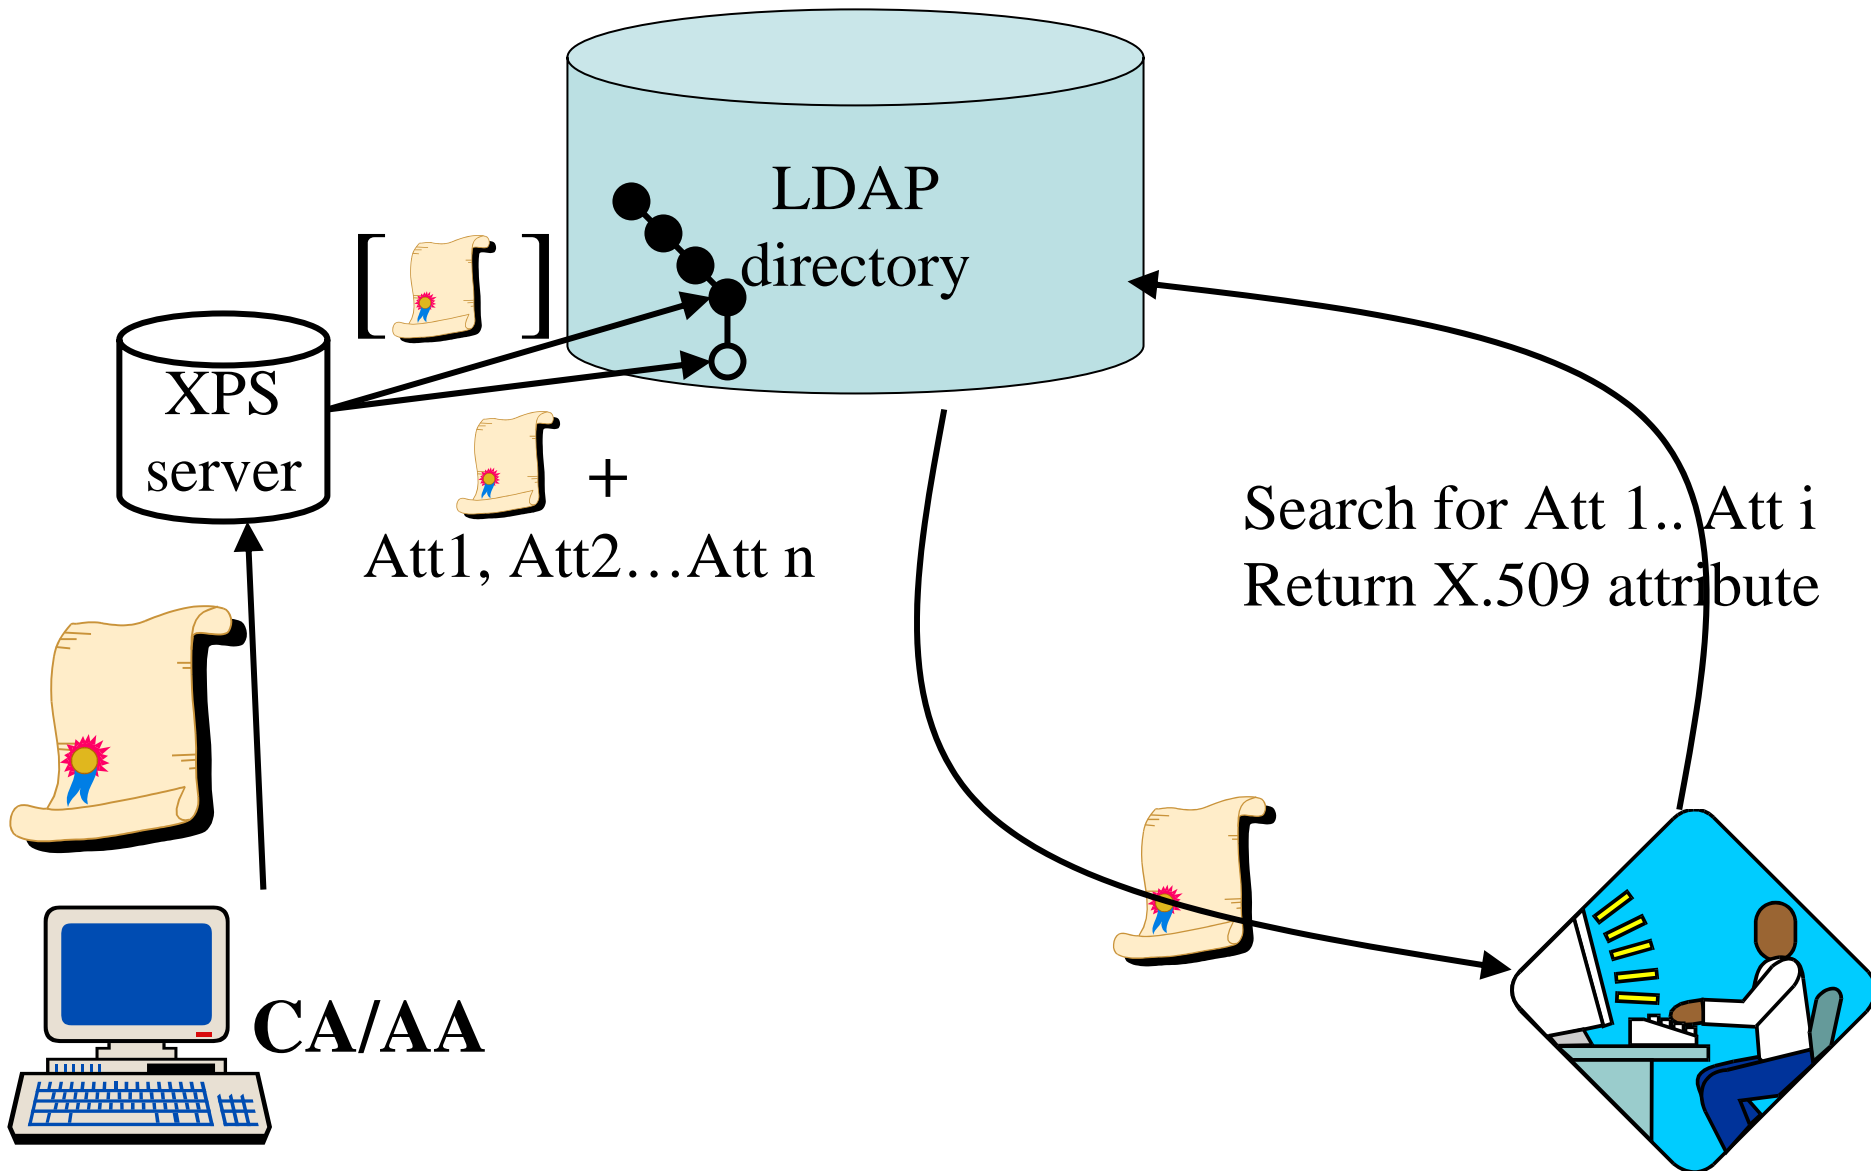 LDAP
directory
[ ]
XPS
server
+
Att1, Att2…Att n
Search for Att 1.. Att i
Return X.509 attribute
CA/AA